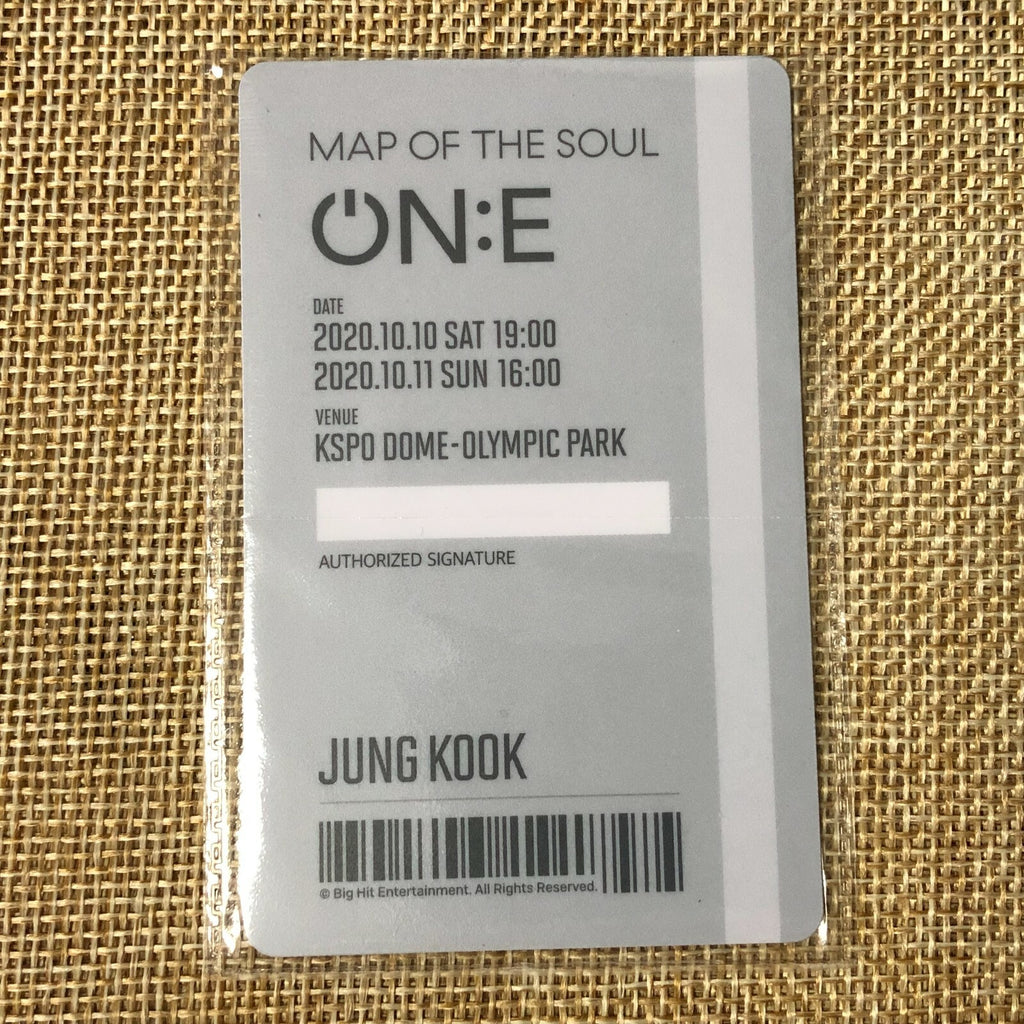 MAP OF THE SOUL
ON:E
DATE
2020.10.10 SAT 19:00
2020.10.11 SUN 16:00
VENUE
KSPO DOME-OLYMPIC PARK
AUTHORIZED SIGNATURE
JUNG KOOK
© Big Hit Entertainment. All Rights Reserved.